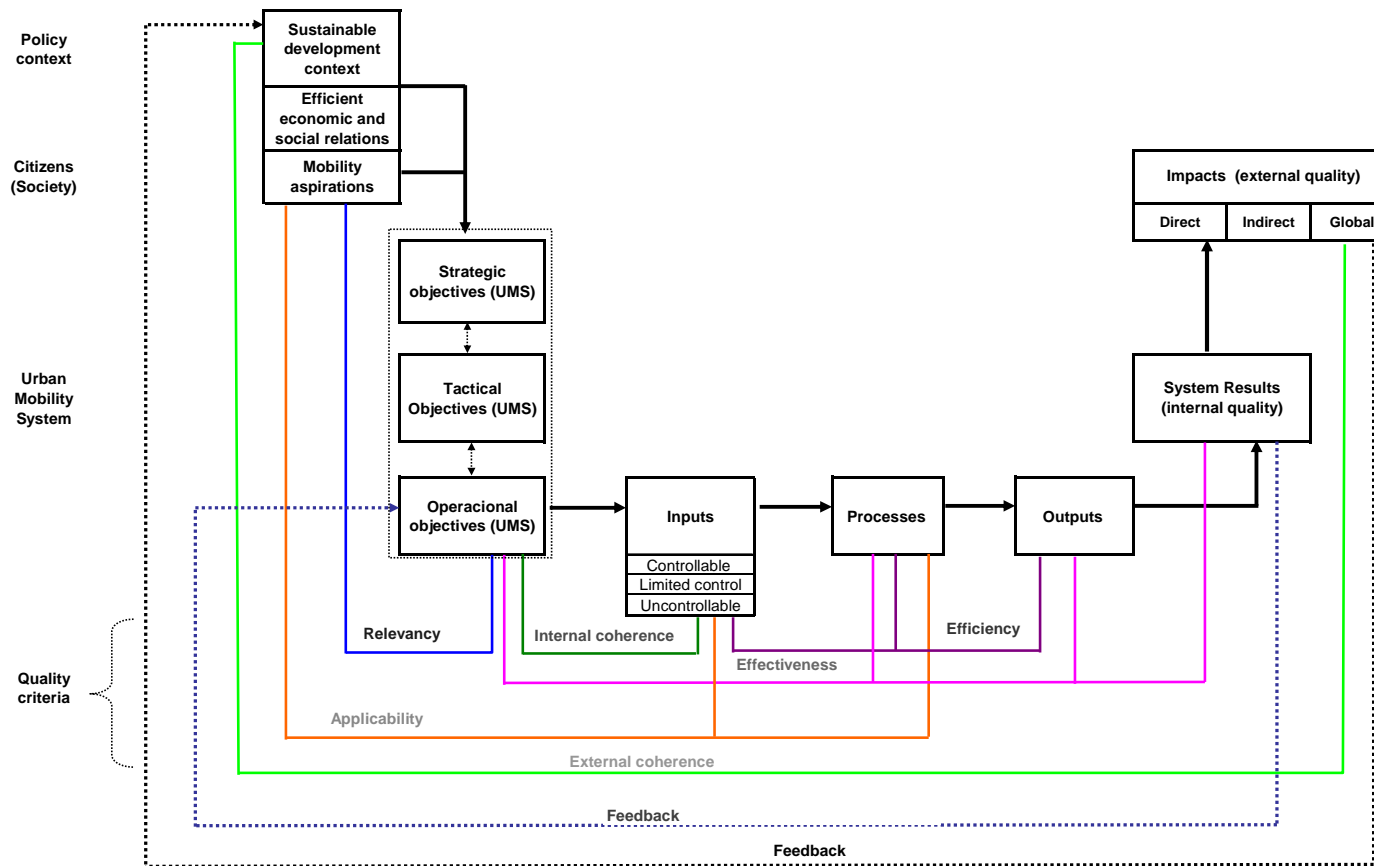 Policy
context
Sustainable
development
context
Efficient
economic and
social relations
Citizens
(Society)
Mobility
aspirations
Impacts (external quality)
Direct
Indirect
Global
Strategic
objectives (UMS)
Urban
Mobility
System
Tactical
Objectives (UMS)
System Results
(internal quality)
Operacional
objectives (UMS)
Inputs
Processes
Outputs
Controllable
Limited control
Uncontrollable
Relevancy
Internal coherence
Efficiency
Effectiveness
Quality
criteria
Applicability
External coherence
Feedback
Feedback